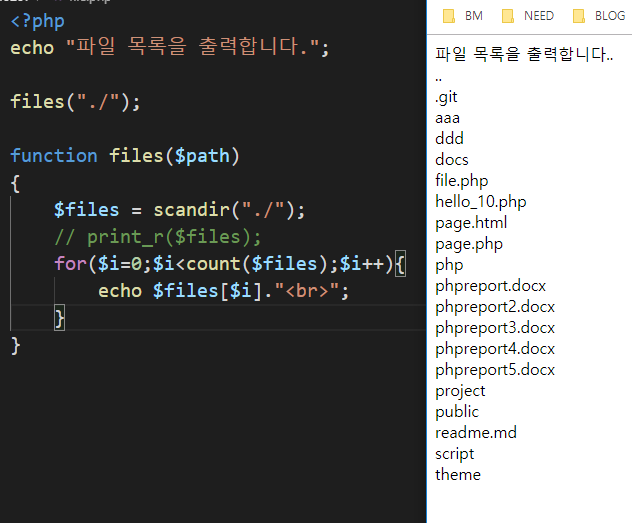 <?php
echo "파일 목록을 출력합니다.";
files("./");
function files($path)
{
$files = scandir("./");
// print_r($files);
for($i=0;$i<count($files);$i++){
echo $files[$i]."<br>";
}
}
BM NEED BLOG
파일 목록을 출력합니다..
..
.git
aaa
ddd
docs
file.php
hello_10.php
page.html
page.php
php
phpreport.docx
phpreport2.docx
phpreport3.docx
phpreport4.docx
phpreport5.docx
project
public
readme.md
script
theme